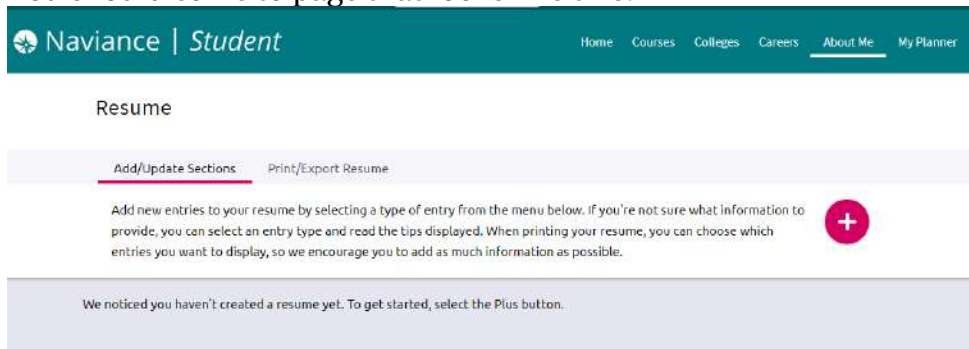 Naviance | Student
Home Courses Colleges Careers About Me My Planner
Resume
Add/Update Sections Print/Export Resume
Add new entries to your resume by selecting a type of entry from the menu below. If you're not sure what information to
provide, you can select an entry type and read the tips displayed. When printing your resume, you can choose which
entries you want to display, so we encourage you to add as much information as possible.
+
We noticed you haven't created a resume yet. To get started, select the Plus button.